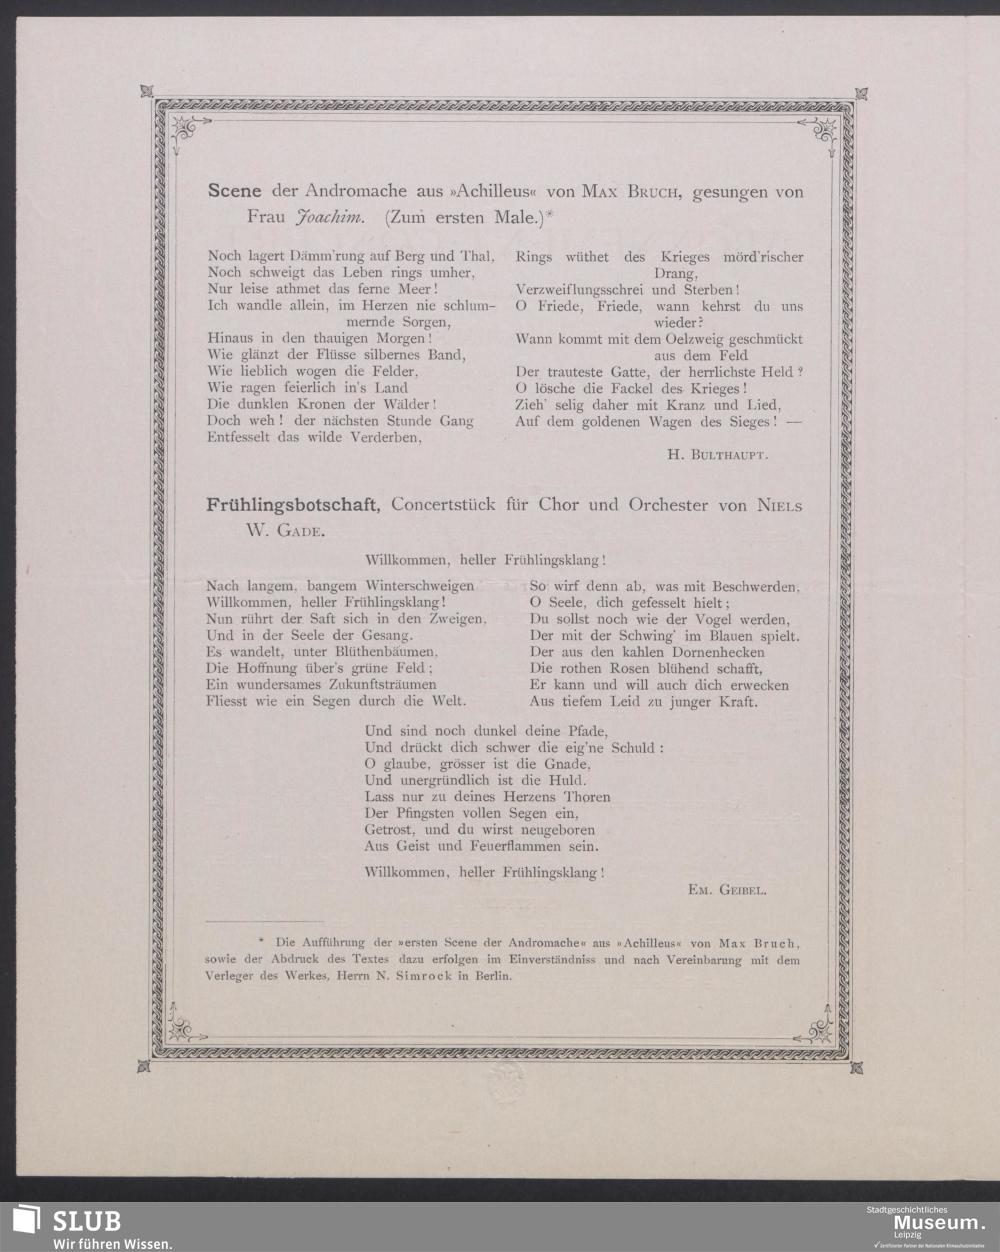 Scene der Andromache aus »Achilleus« von MAX BRUCH, gesungen von
Frau Joachim. (Zum ersten Male.)*
Noch lagert Dämm'rung auf Berg und Thal,
Noch schweigt das Leben rings umher,
Nur leise athmet das ferne Meer!
Ich wandle allein, im Herzen nie schlum-
mernde Sorgen,
Hinaus in den thauigen Morgen!
Wie glänzt der Flüsse silbernes Band,
Wie lieblich wogen die Felder,
Wie ragen feierlich in's Land
Die dunklen Kronen der Wälder!
Doch weh! der nächsten Stunde Gang
Entfesselt das wilde Verderben,
Rings wüthet des Krieges mörd'rischer
Drang,
Verzweiflungsschrei und Sterben!
O Friede, Friede, wann kehrst du uns
wieder?
Wann kommt mit dem Oelzweig geschmückt
aus dem Feld
Der trauteste Gatte, der herrlichste Held?
O lösche die Fackel des Krieges!
Zieh' selig daher mit Kranz und Lied,
Auf dem goldenen Wagen des Sieges! —
H. BULTHAUPT.
Frühlingsbotschaft, Concertstück für Chor und Orchester von NIELS
W. GADE.
Willkommen, heller Frühlingsklang!
Nach langem, bangem Winterschweigen
Willkommen, heller Frühlingsklang!
Nun rührt der Saft sich in den Zweigen,
Und in der Seele der Gesang.
Es wandelt, unter Blüthenbäumen,
Die Hoffnung über's grüne Feld;
Ein wundersames Zukunftsträumen
Fliesst wie ein Segen durch die Welt.
So wirf denn ab, was mit Beschwerden,
O Seele, dich gefesselt hielt;
Du sollst noch wie der Vogel werden,
Der mit der Schwing' im Blauen spielt.
Der aus den kahlen Dornenhecken
Die rothen Rosen blühend schafft,
Er kann und will auch dich erwecken
Aus tiefem Leid zu junger Kraft.
Und sind noch dunkel deine Pfade,
Und drückt dich schwer die eig'ne Schuld:
O glaube, grösser ist die Gnade,
Und unergründlich ist die Huld.
Lass nur zu deines Herzens Thoren
Der Pfingsten vollen Segen ein,
Getrost, und du wirst neugeboren
Aus Geist und Feuerflammen sein.
Willkommen, heller Frühlingsklang!
EM. GEIBEL.
* Die Aufführung der »ersten Scene der Andromache« aus »Achilleus« von Max Bruch,
sowie der Abdruck des Textes dazu erfolgen im Einverständniss und nach Vereinbarung mit dem
Verleger des Werkes, Herrn N. Simrock in Berlin.
SLUB
Wir führen Wissen.
Stadtgeschichtliches
Museum.
Leipzig
Zertifizierter Partner der Nationalen Klimaschutzinitiative